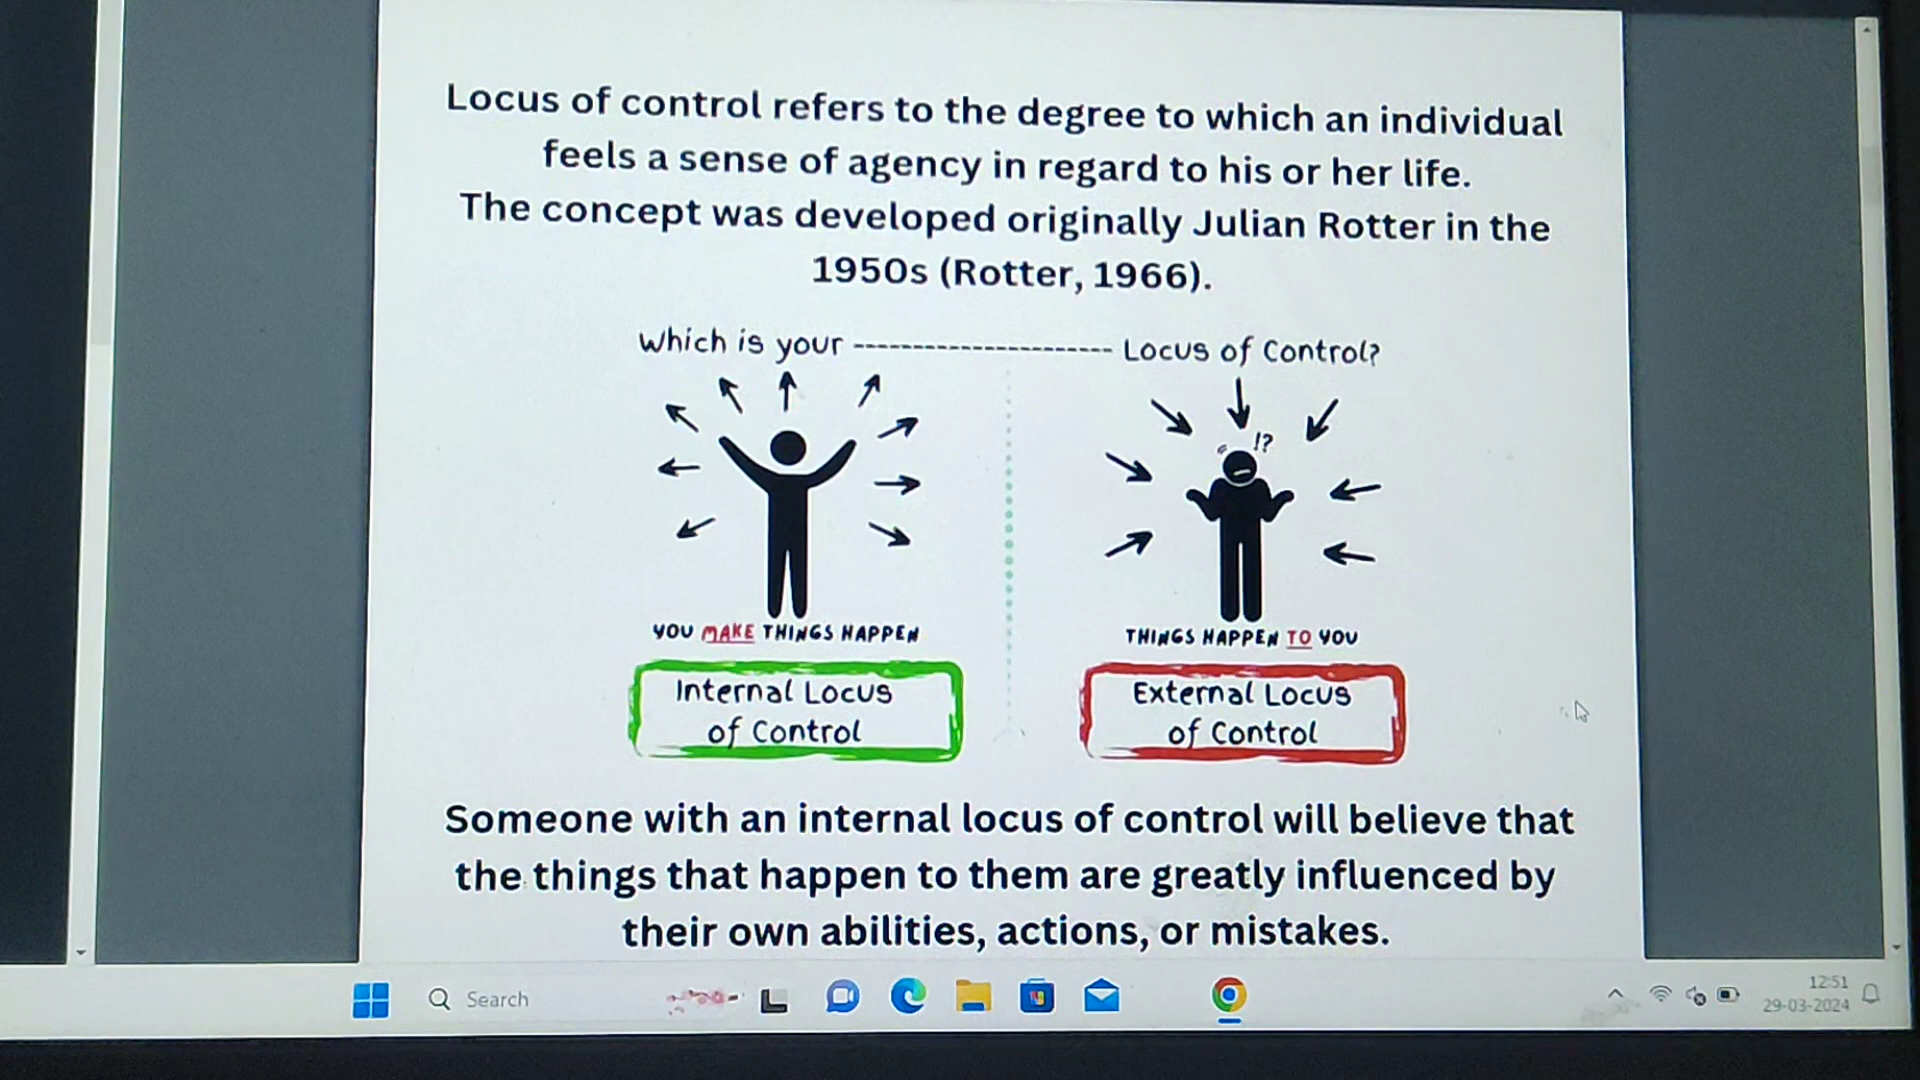 Locus of control refers to the degree to which an individual
feels a sense of agency in regard to his or her life.
The concept was developed originally Julian Rotter in the
1950s (Rotter, 1966).
Which is your ---------------------- Locus of Control?
!?
YOU MAKE THINGS HAPPEN
THINGS HAPPEN TO YOU
Internal Locus
of Control
External Locus
of Control
Someone with an internal locus of control will believe that
the things that happen to them are greatly influenced by
their own abilities, actions, or mistakes.
Search
12:51
29-03-2024